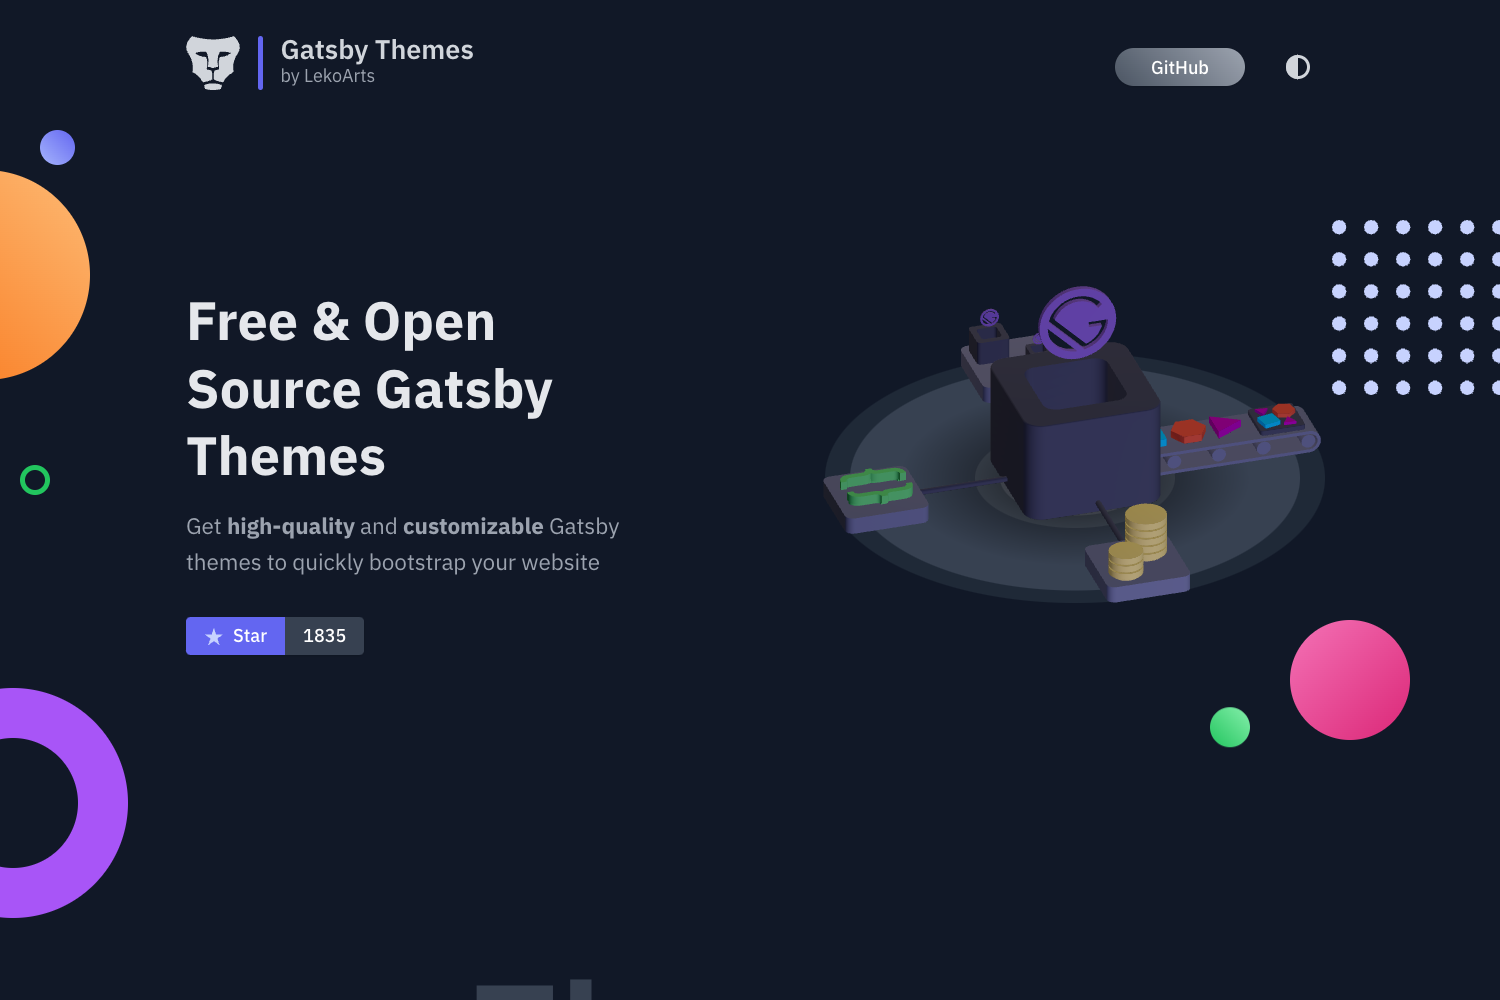 Gatsby Themes
by LekoArts
GitHub
Free & Open
Source Gatsby
Themes
Get high-quality and customizable Gatsby
themes to quickly bootstrap your website
Star 1835